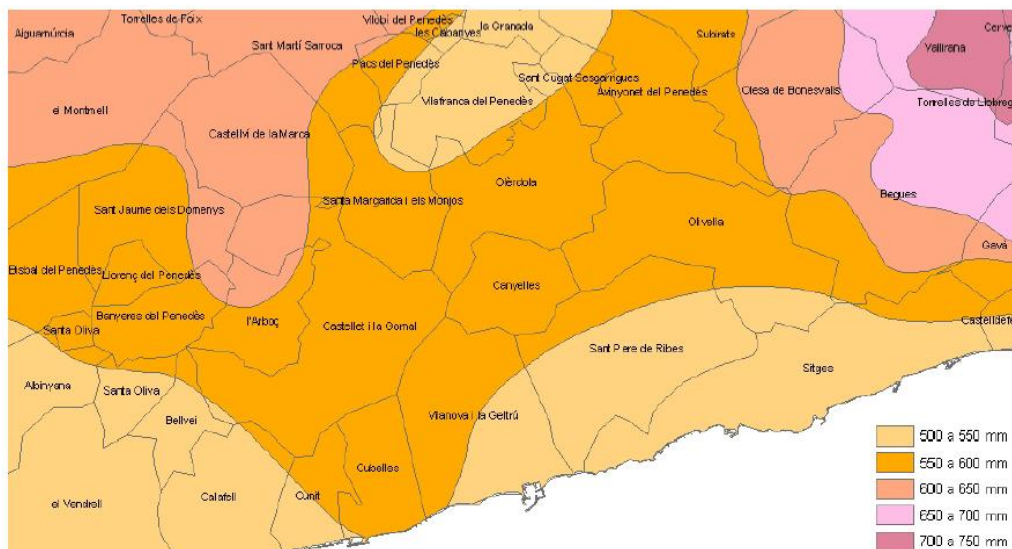 Torrelles de Foix
Vilobí del Penedès
la Granada
les Cabanyes
Subirats
Cerve
Aiguamúrcia
Sant Martí Sarroca
Vallirana
Pacs del Penedès
Sant Cugat Sesgarrigues
Avinyonet del Penedès
Olesa de Bonesvalls
Vilafranca del Penedès
Torrelles de Llobreg
el Montmell
Castellví de la Marca
Olèrdola
Begues
Santa Margarida i els Monjos
Sant Jaume dels Domenys
Olivella
Gavà
Bisbal del Penedès
Llorenç del Penedès
Canyelles
Banyeres del Penedès
l'Arboç
Castellet i la Gornal
Castelldefe
Santa Oliva
Sant Pere de Ribes
Sitges
Albinyana
Santa Oliva
Bellvei
Vilanova i la Geltrú
Cubelles
el Vendrell
Calafell
Cunit
500 a 550 mm
550 a 600 mm
600 a 650 mm
650 a 700 mm
700 a 750 mm